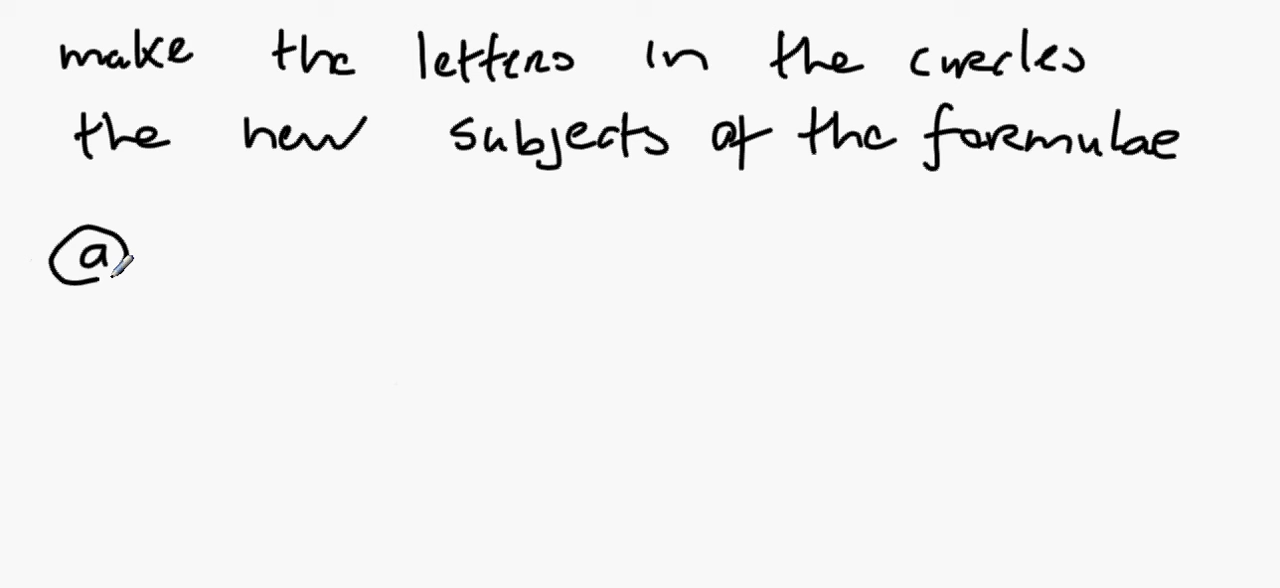 make the letters in the circles
the new subjects of the formulae
a